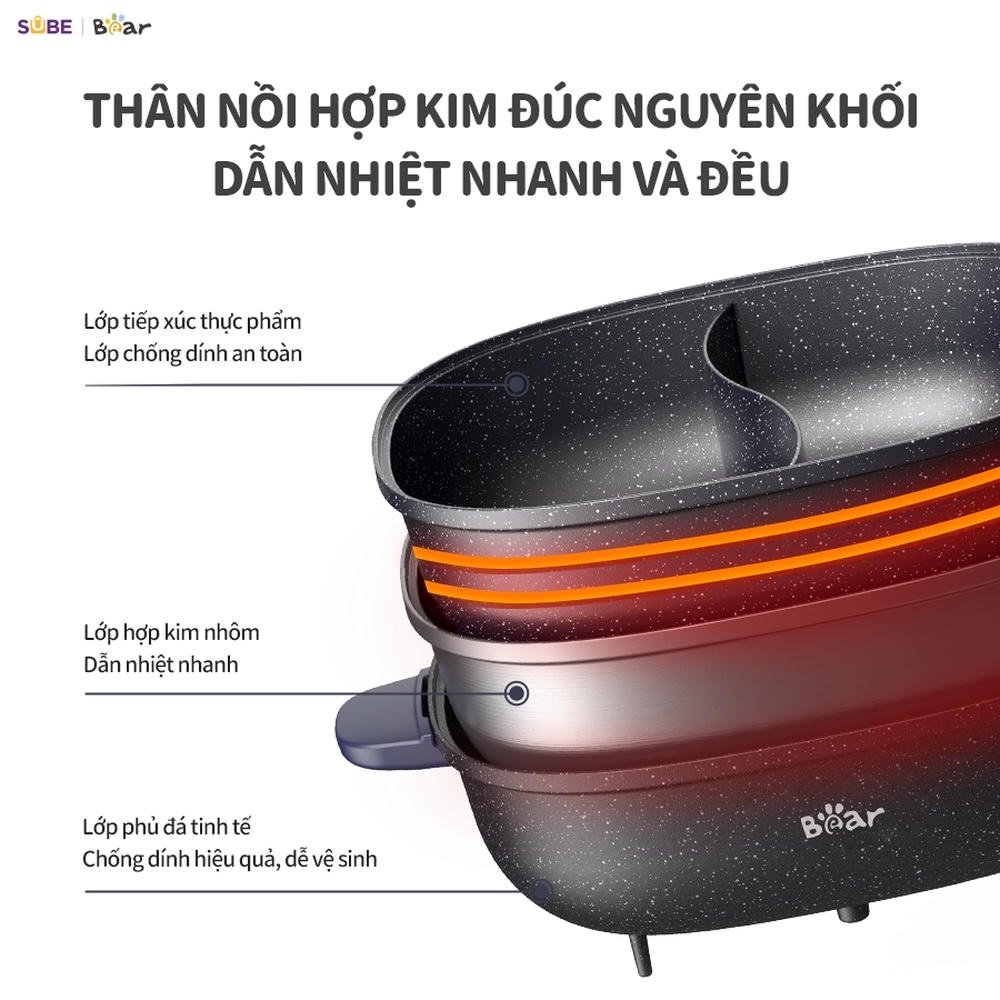 SUBE | Bear
THÂN NỒI HỢP KIM ĐÚC NGUYÊN KHỐI
DẪN NHIỆT NHANH VÀ ĐỀU
Lớp tiếp xúc thực phẩm
Lớp chống dính an toàn
Lớp hợp kim nhôm
Dẫn nhiệt nhanh
Bear
Lớp phủ đá tinh tế
Chống dính hiệu quả, dễ vệ sinh